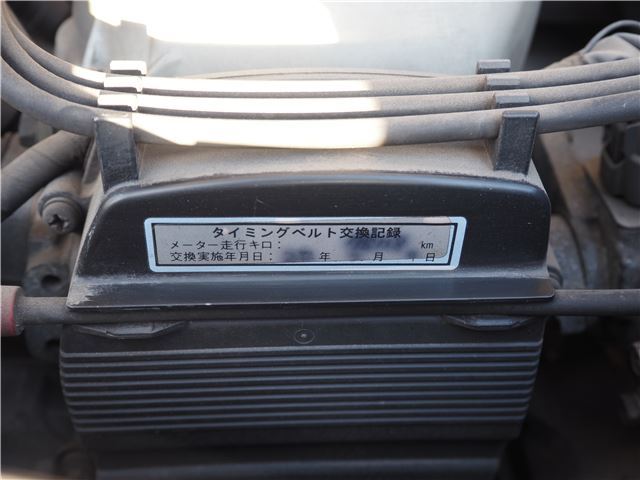 タイミングベルト交換記録
メーター走行キロ： km
交換実施年月日： 年 月 日